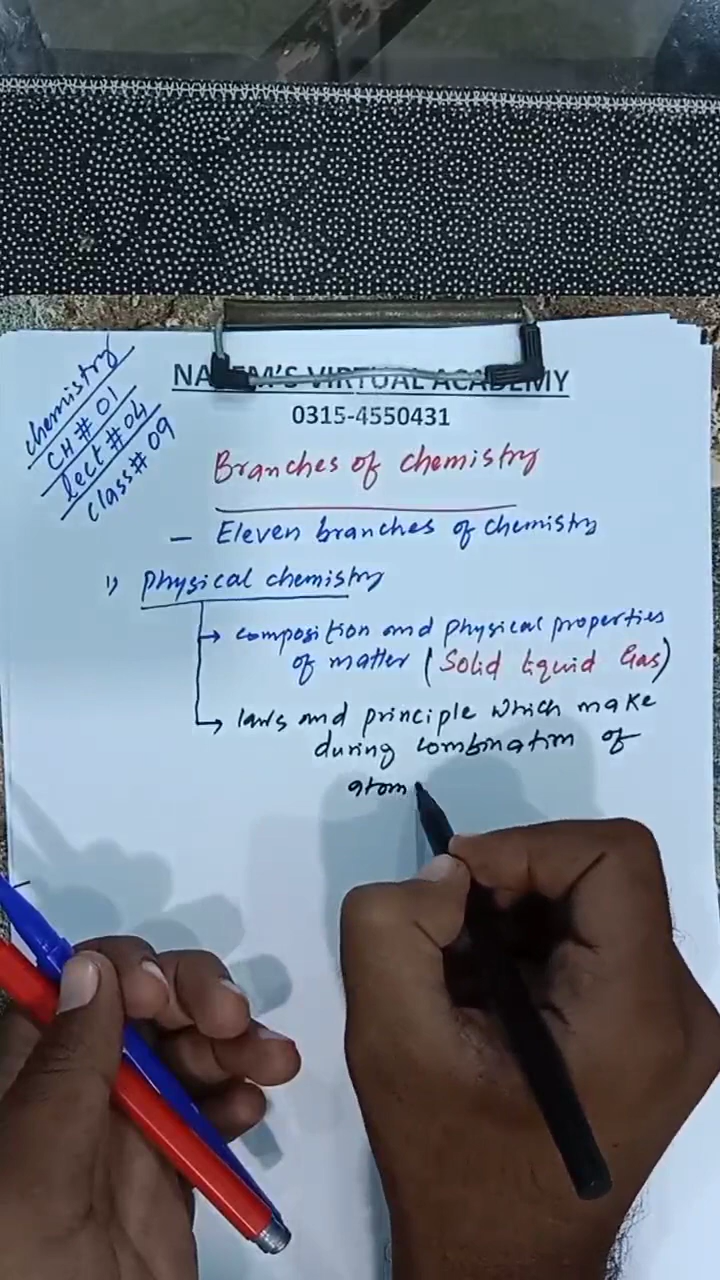 chemistry
CH # 01
lect # 04
class # 09
VIRTUAL ACADEMY
0315-4550431
Branches of chemistry
– Eleven branches of chemistry
1) Physical chemistry
→ composition and physical properties
of matter (Solid liquid Gas)
→ laws and principle which make
during combination of
atom